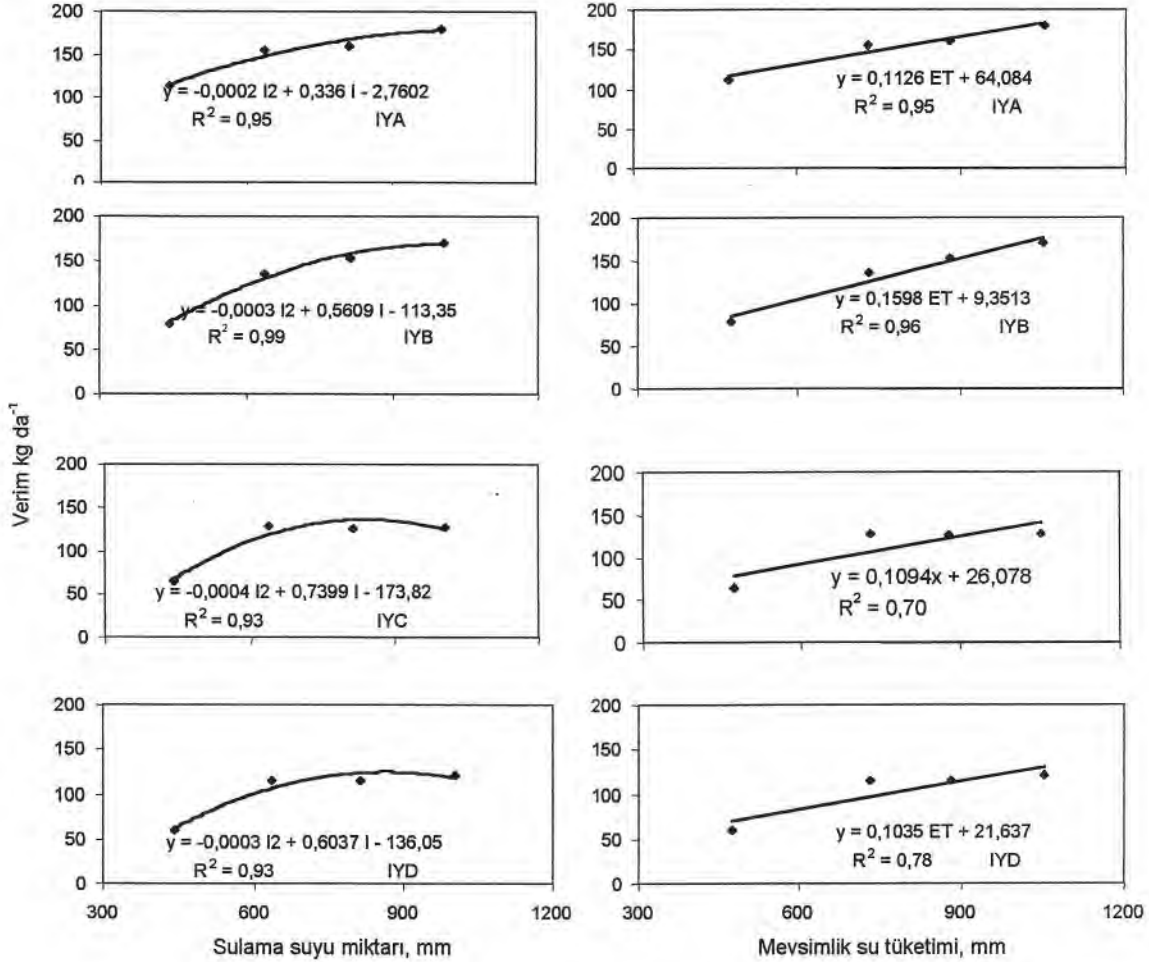 200
150
100
50
0
y = -0,0002 I2 + 0,336 I - 2,7602
R² = 0,95 IYA
200
150
100
50
0
y = 0,1126 ET + 64,084
R² = 0,95 IYA
200
150
100
50
0
y = -0,0003 I2 + 0,5609 I - 113,35
R² = 0,99 IYB
200
150
100
50
0
y = 0,1598 ET + 9,3513
R² = 0,96 IYB
Verim kg da⁻¹
200
150
100
50
0
y = -0,0004 I2 + 0,7399 I - 173,82
R² = 0,93 IYC
200
150
100
50
0
y = 0,1094x + 26,078
R² = 0,70
200
150
100
50
0
y = -0,0003 I2 + 0,6037 I - 136,05
R² = 0,93 IYD
300 600 900 1200
Sulama suyu miktarı, mm
200
150
100
50
0
y = 0,1035 ET + 21,637
R² = 0,78 IYD
300 600 900 1200
Mevsimlik su tüketimi, mm